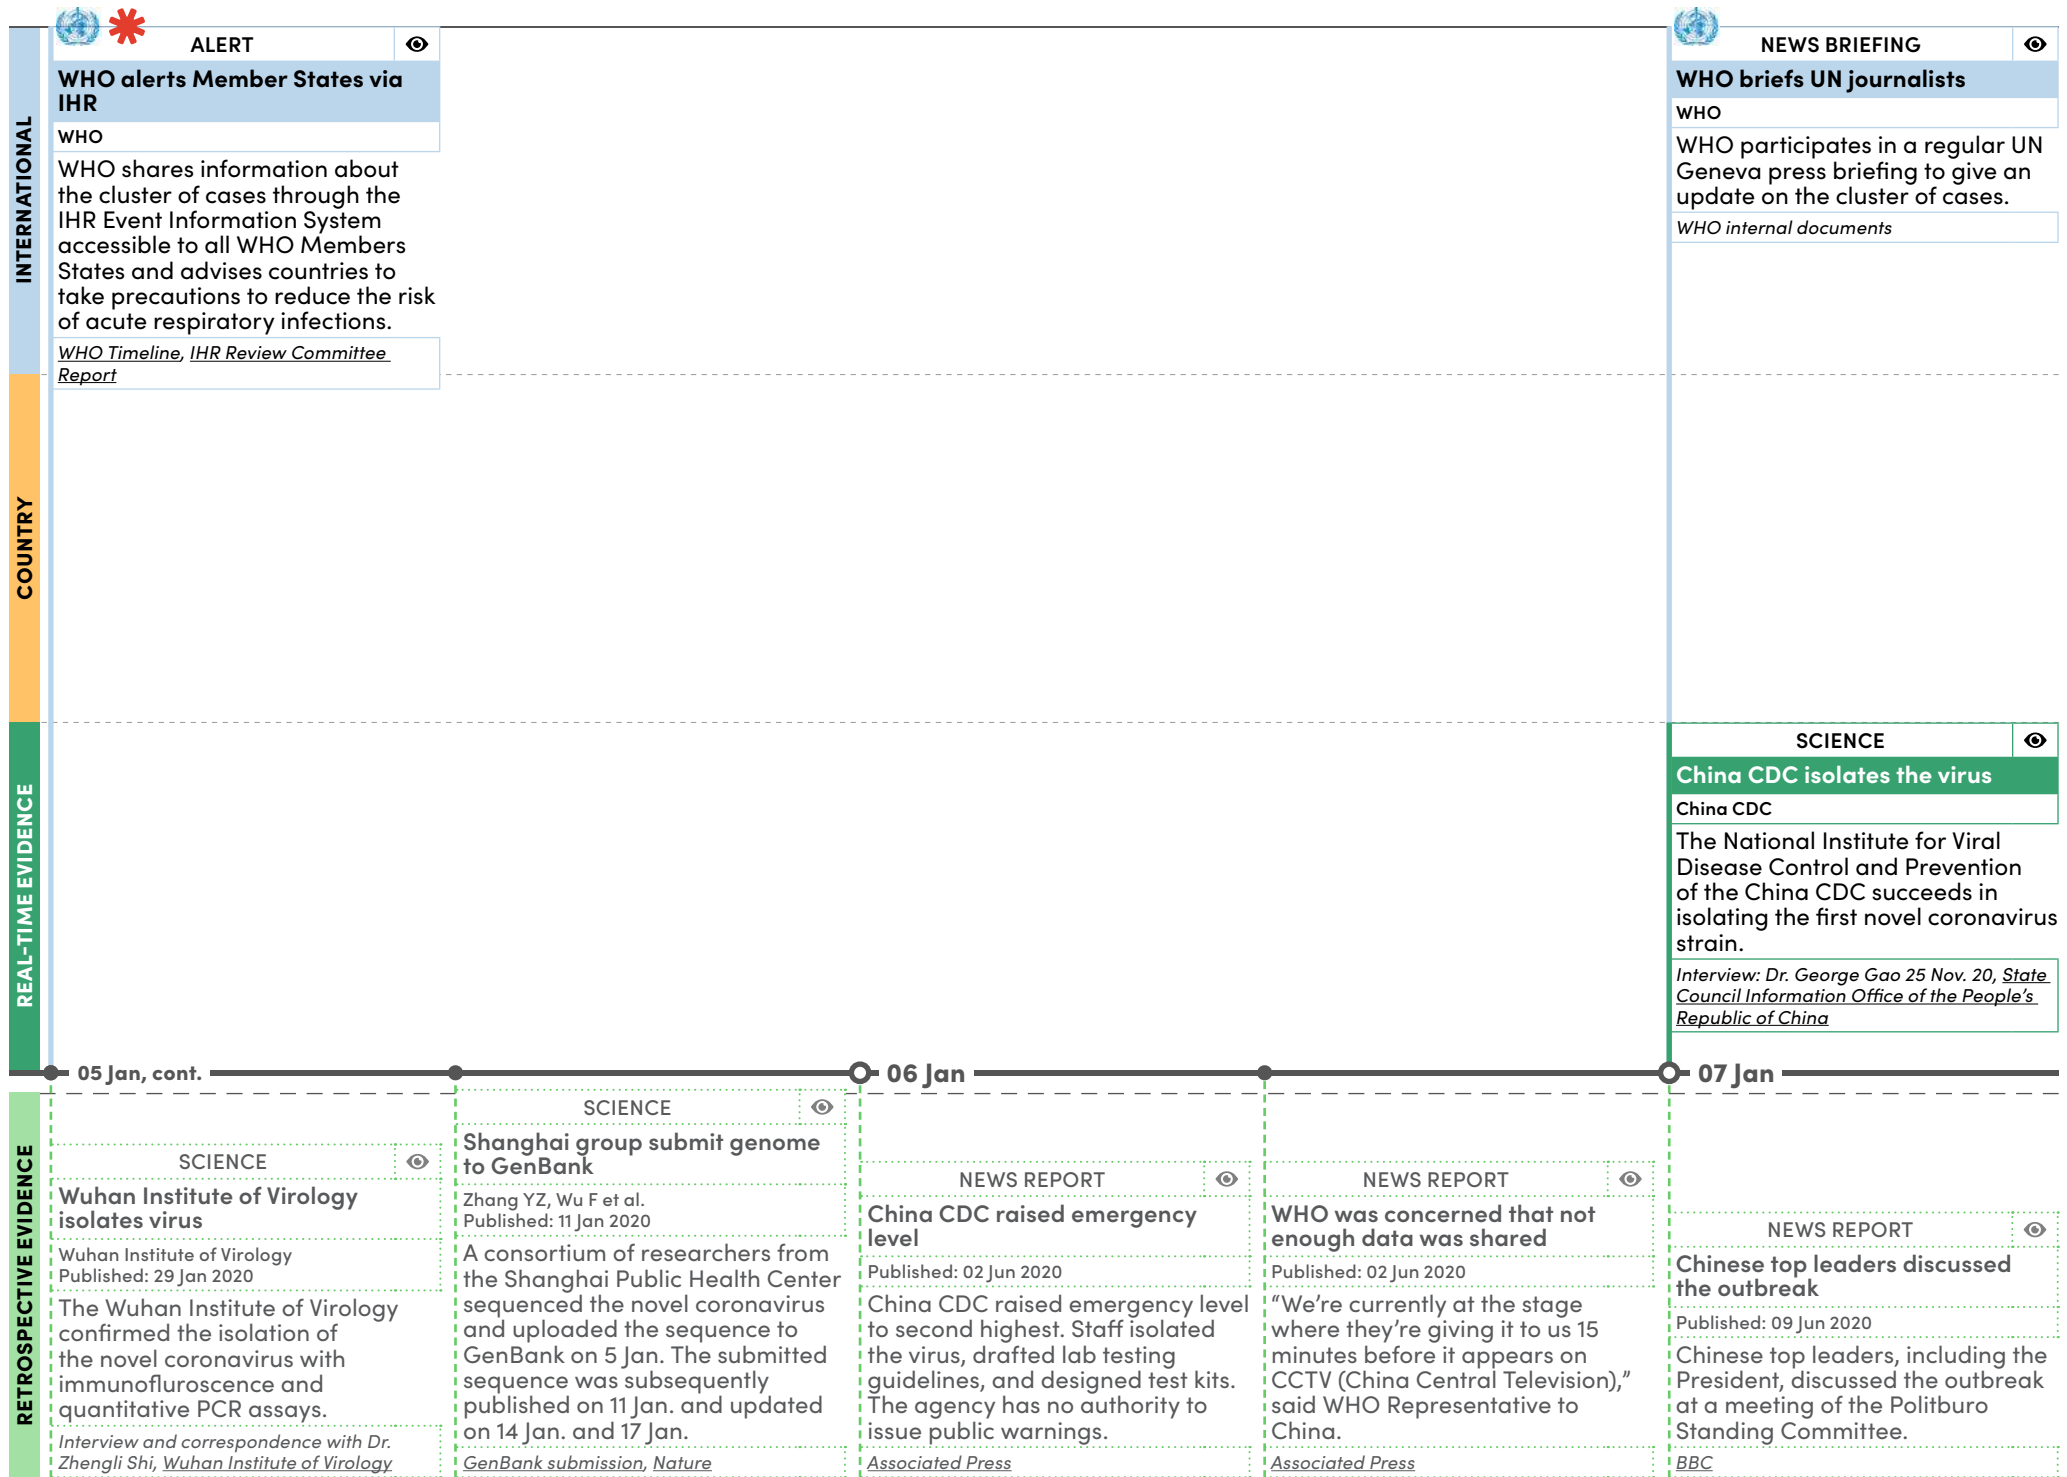 INTERNATIONAL
ALERT
WHO alerts Member States via
IHR
WHO
WHO shares information about
the cluster of cases through the
IHR Event Information System
accessible to all WHO Members
States and advises countries to
take precautions to reduce the risk
of acute respiratory infections.
WHO Timeline, IHR Review Committee
Report
NEWS BRIEFING
WHO briefs UN journalists
WHO
WHO participates in a regular UN
Geneva press briefing to give an
update on the cluster of cases.
WHO internal documents
COUNTRY
REAL-TIME EVIDENCE
SCIENCE
China CDC isolates the virus
China CDC
The National Institute for Viral
Disease Control and Prevention
of the China CDC succeeds in
isolating the first novel coronavirus
strain.
Interview: Dr. George Gao 25 Nov. 20, State
Council Information Office of the People's
Republic of China
05 Jan, cont.
06 Jan
07 Jan
RETROSPECTIVE EVIDENCE
SCIENCE
Wuhan Institute of Virology
isolates virus
Wuhan Institute of Virology
Published: 29 Jan 2020
The Wuhan Institute of Virology
confirmed the isolation of
the novel coronavirus with
immunofluroscence and
quantitative PCR assays.
Interview and correspondence with Dr.
Zhengli Shi, Wuhan Institute of Virology
SCIENCE
Shanghai group submit genome
to GenBank
Zhang YZ, Wu F et al.
Published: 11 Jan 2020
A consortium of researchers from
the Shanghai Public Health Center
sequenced the novel coronavirus
and uploaded the sequence to
GenBank on 5 Jan. The submitted
sequence was subsequently
published on 11 Jan. and updated
on 14 Jan. and 17 Jan.
GenBank submission, Nature
NEWS REPORT
China CDC raised emergency
level
Published: 02 Jun 2020
China CDC raised emergency level
to second highest. Staff isolated
the virus, drafted lab testing
guidelines, and designed test kits.
The agency has no authority to
issue public warnings.
Associated Press
NEWS REPORT
WHO was concerned that not
enough data was shared
Published: 02 Jun 2020
“We’re currently at the stage
where they’re giving it to us 15
minutes before it appears on
CCTV (China Central Television),”
said WHO Representative to
China.
Associated Press
NEWS REPORT
Chinese top leaders discussed
the outbreak
Published: 09 Jun 2020
Chinese top leaders, including the
President, discussed the outbreak
at a meeting of the Politburo
Standing Committee.
BBC